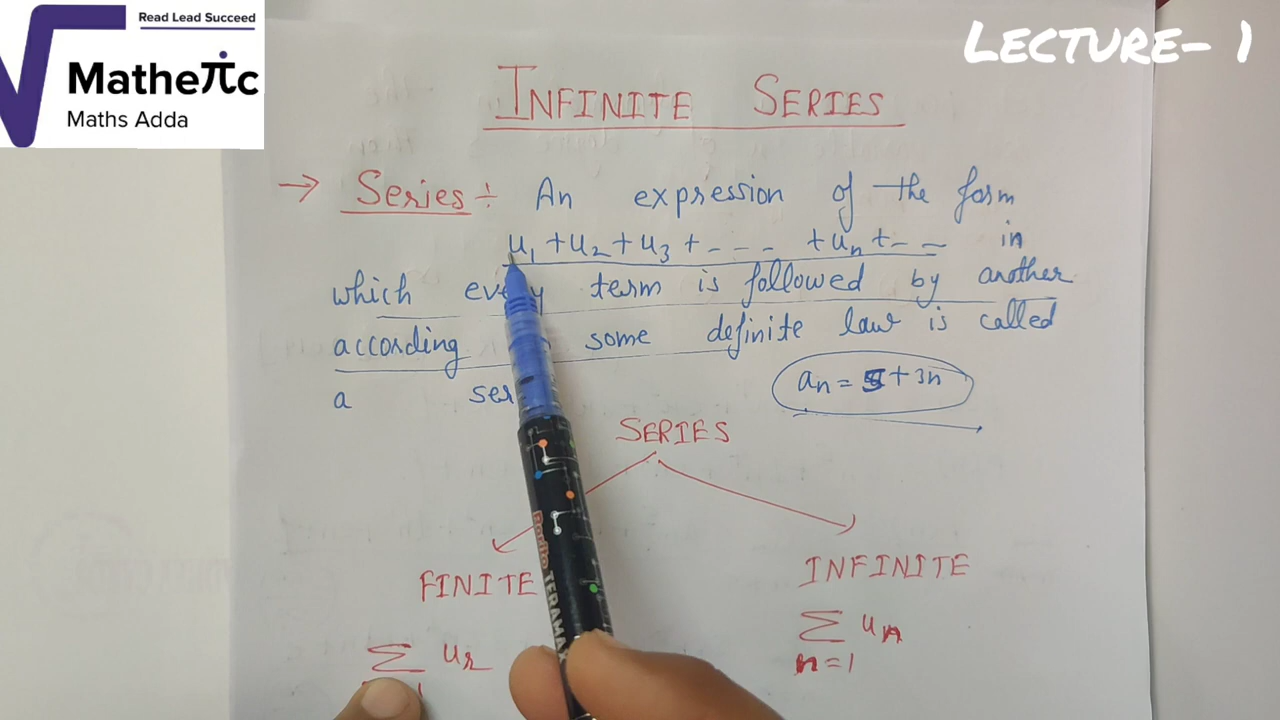 Read Lead Succeed
Matheπc
Maths Adda
LECTURE- 1
INFINITE SERIES
→ Series ÷ An expression of the form
u₁ + u₂ + u₃ + - - - + uₙ + - - in
which every term is followed by another
according some definite law is called
a
aₙ = 5 + 3n
SERIES
FINITE
INFINITE
∑ uᵣ
∑ uₙ
n=1